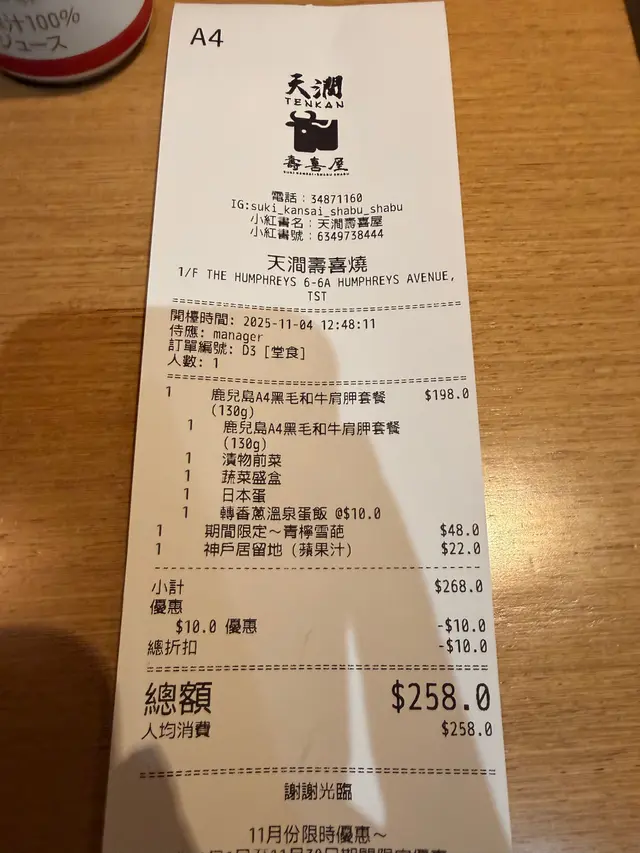 汁100%
ジュース
A4
天潤
TENKAN
壽喜屋
電話：34871160
IG:suki_kansai_shabu_shabu
小紅書名：天澗壽喜屋
小紅書號：6349738444
天澗壽喜燒
1/F THE HUMPHREYS 6-6A HUMPHREYS AVENUE,
TST
開檯時間: 2025-11-04 12:48:11
侍應: manager
訂單編號: D3 [堂食]
人數: 1
1 鹿兒島A4黑毛和牛肩胛套餐 $198.0
(130g)
1 鹿兒島A4黑毛和牛肩胛套餐
(130g)
1 漬物前菜
1 蔬菜盛盒
1 日本蛋
1 轉香蔥溫泉蛋飯 @$10.0
1 期間限定～青檸雪葩 $48.0
1 神戶居留地（蘋果汁） $22.0
小計 $268.0
優惠
$10.0 優惠 -$10.0
總折扣 -$10.0
總額 $258.0
人均消費 $258.0
謝謝光臨
11月份限時優惠～